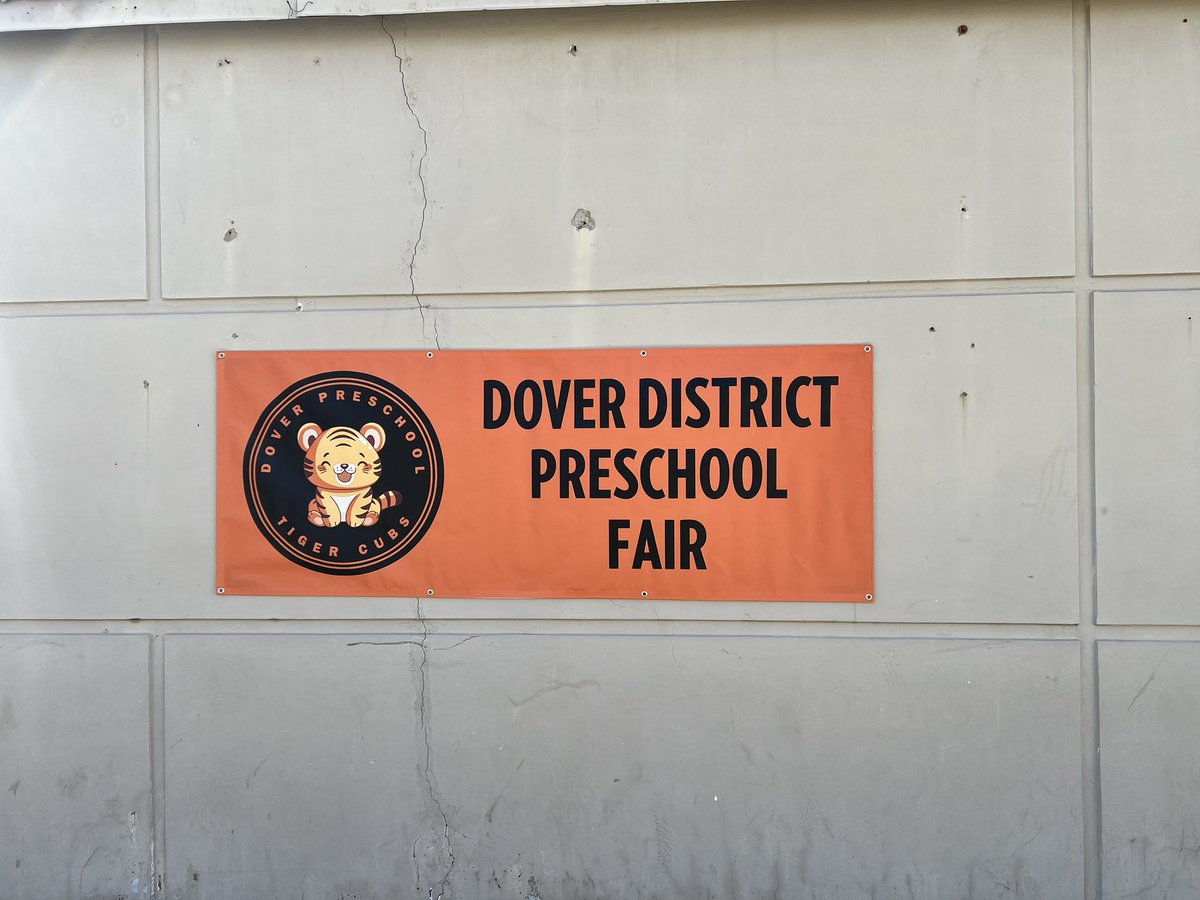 DOVER PRESCHOOL
TIGER CUBS
DOVER DISTRICT
PRESCHOOL
FAIR